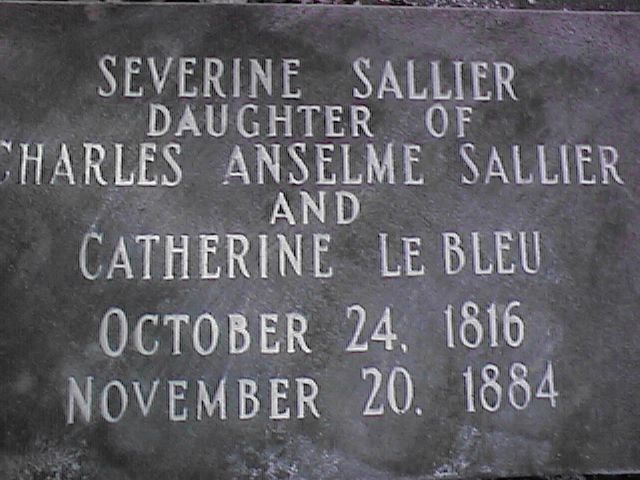 SEVERINE SALLIER
DAUGHTER OF
CHARLES ANSELME SALLIER
AND
CATHERINE LE BLEU
OCTOBER 24, 1816
NOVEMBER 20, 1884